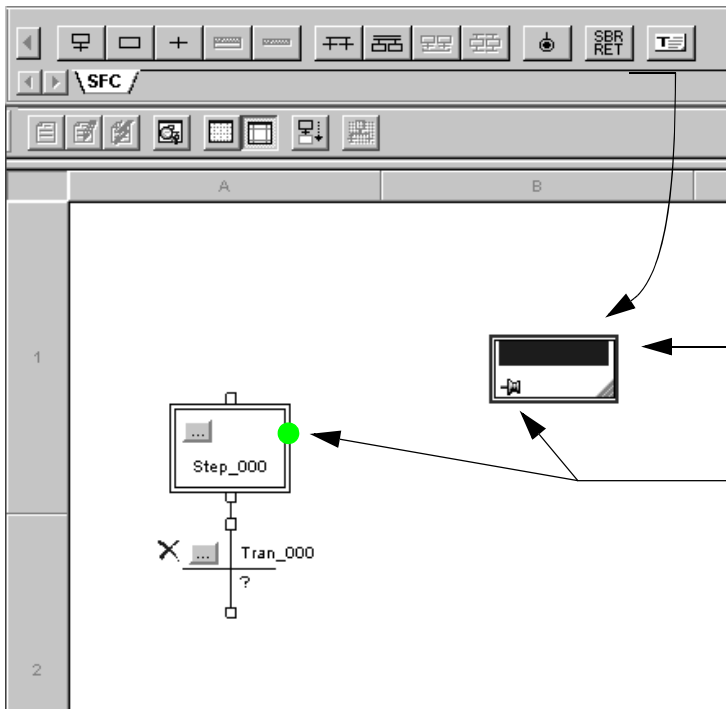 SBR
RET
T
SFC
A B
1
...
Step_000
... Tran_000
?
2